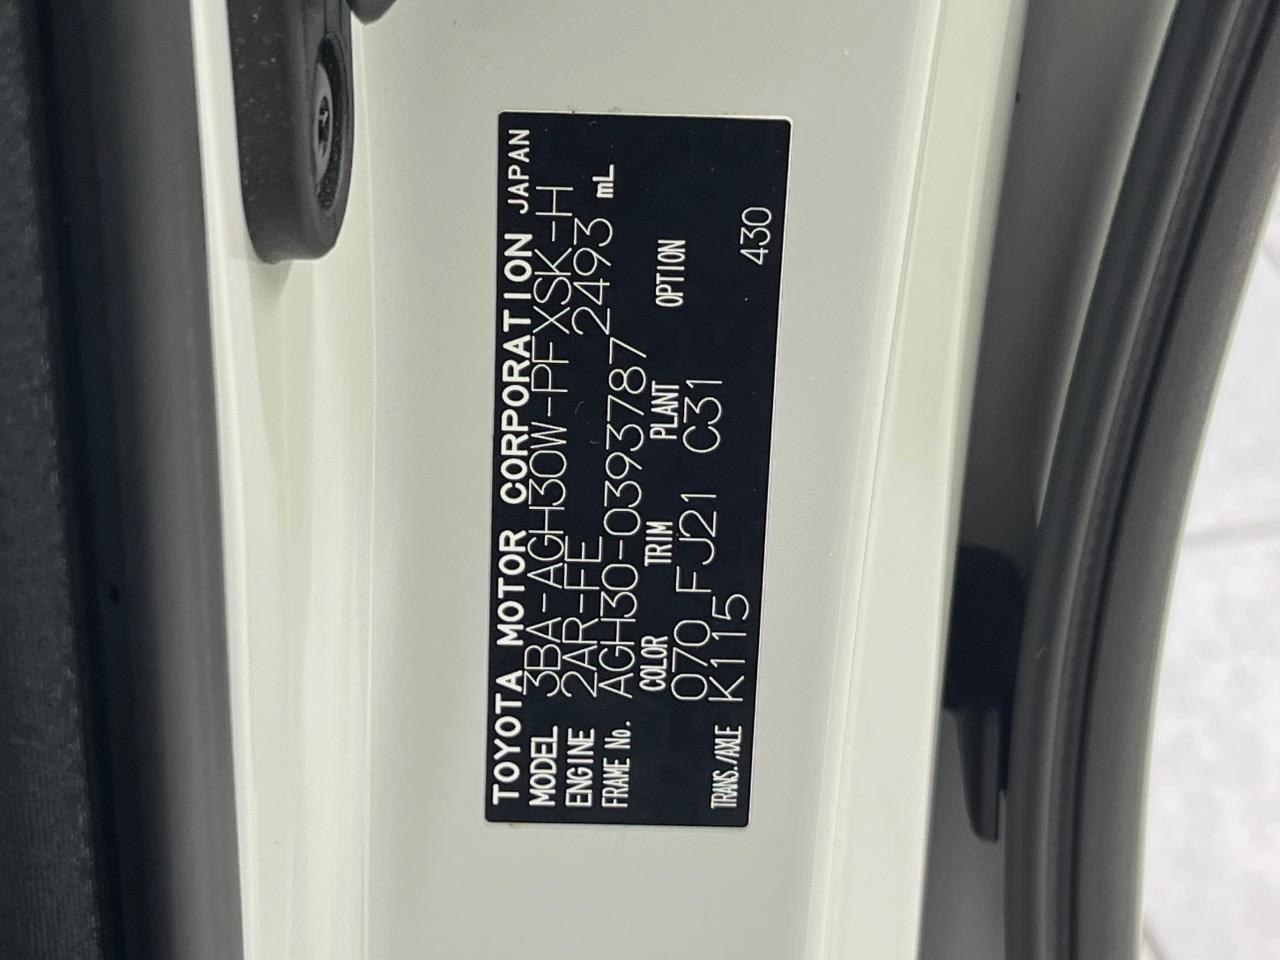 TOYOTA MOTOR CORPORATION JAPAN
MODEL 3BA-AGH30W-PFXSK-H
ENGINE 2AR-FE 2493 mL
FRAME No. AGH30-0393787
COLOR TRIM PLANT OPTION
070 FJ21 C31
TRANS./AXLE K115 430